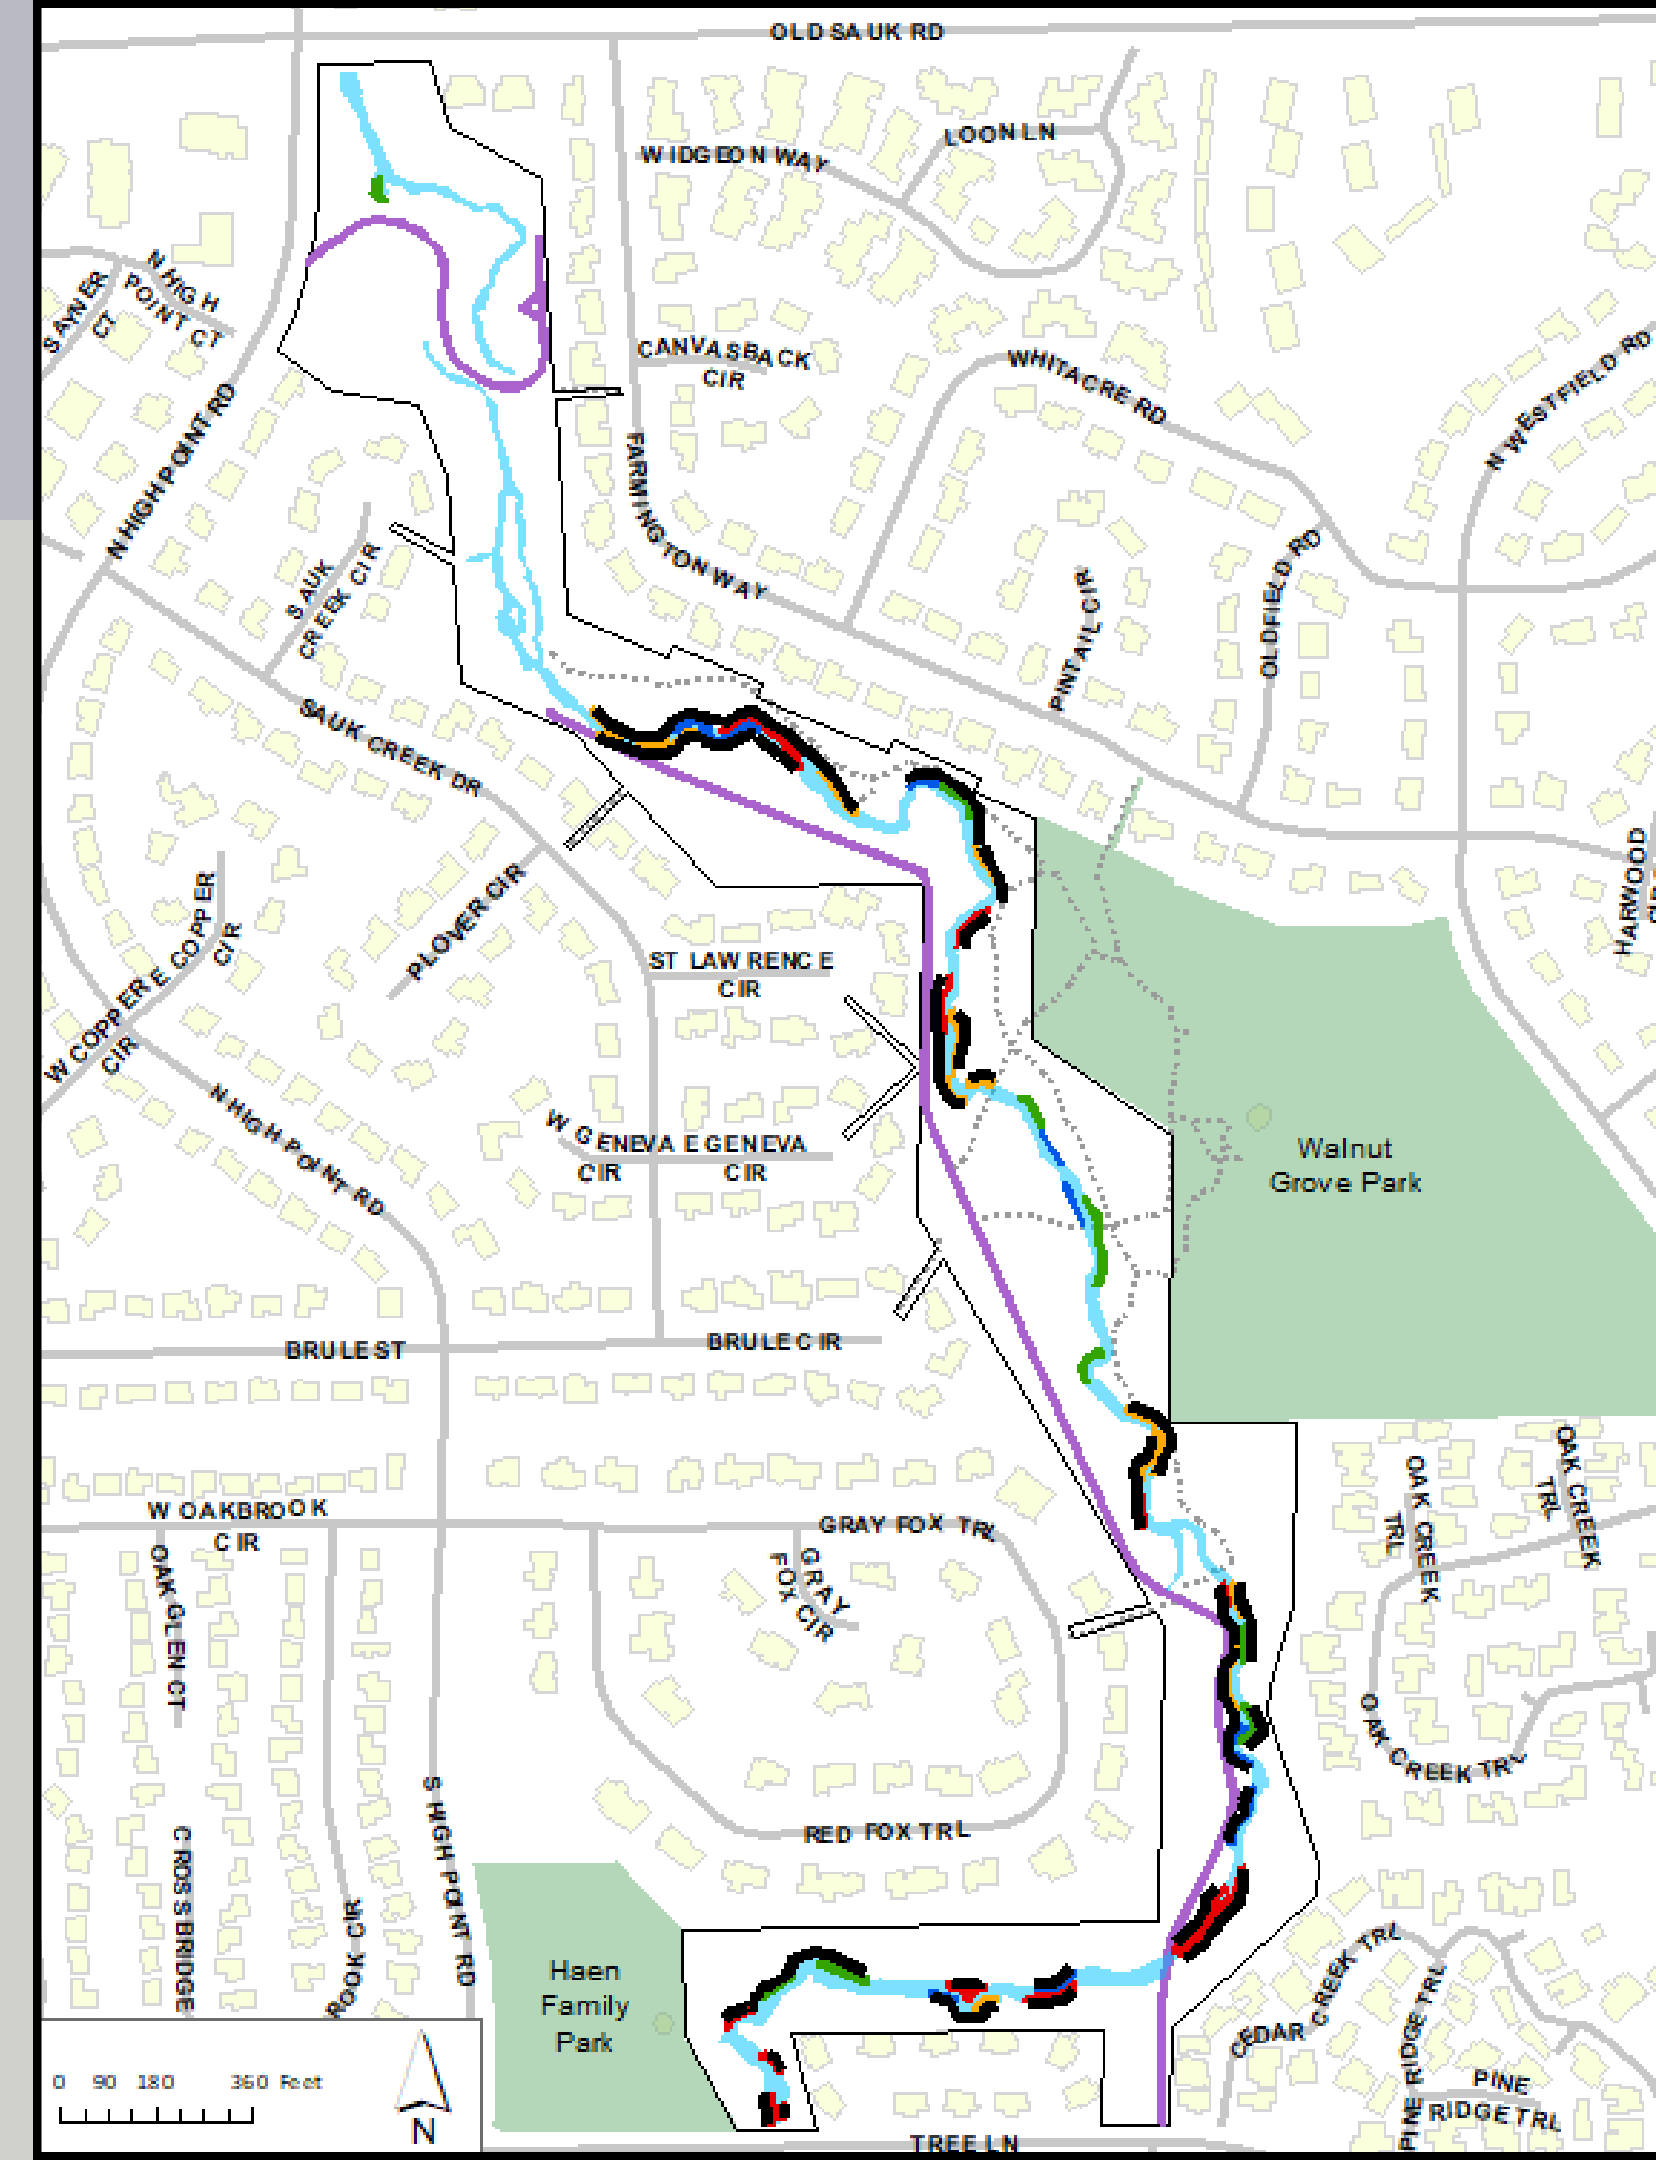 OLD SAUK RD
LOON LN
WIDGEON WAY
N HIGH
POINT CT
SAYNER
CT
CANVASBACK
CIR
WHITACRE RD
N WESTFIELD RD
N HIGH POINT RD
FARMINGTON WAY
SAUK
CREEK CIR
PINTAIL CIR
OLDFIELD RD
SAUK CREEK DR
PLOVER CIR
HARWOOD
W COPPER E COPPER
CIR
CIR
ST LAWRENCE
CIR
N HIGH POINT RD
W GENEVA E GENEVA
CIR
CIR
Walnut
Grove Park
BRULE ST
BRULE CIR
W OAKBROOK
CIR
GRAY FOX TRL
GRAY
FOX CIR
OAK CREEK
TRL
OAK CREEK
TRL
OAK GLEN CT
OAK CREEK TRL
RED FOX TRL
S HIGH POINT RD
CROSSBRIDGE
ROOK CIR
Haen
Family
Park
CEDAR CREEK TRL
PINE RIDGE TRL
PINE
RIDGE TRL
0 90 180 360 Feet
N
TREE LN